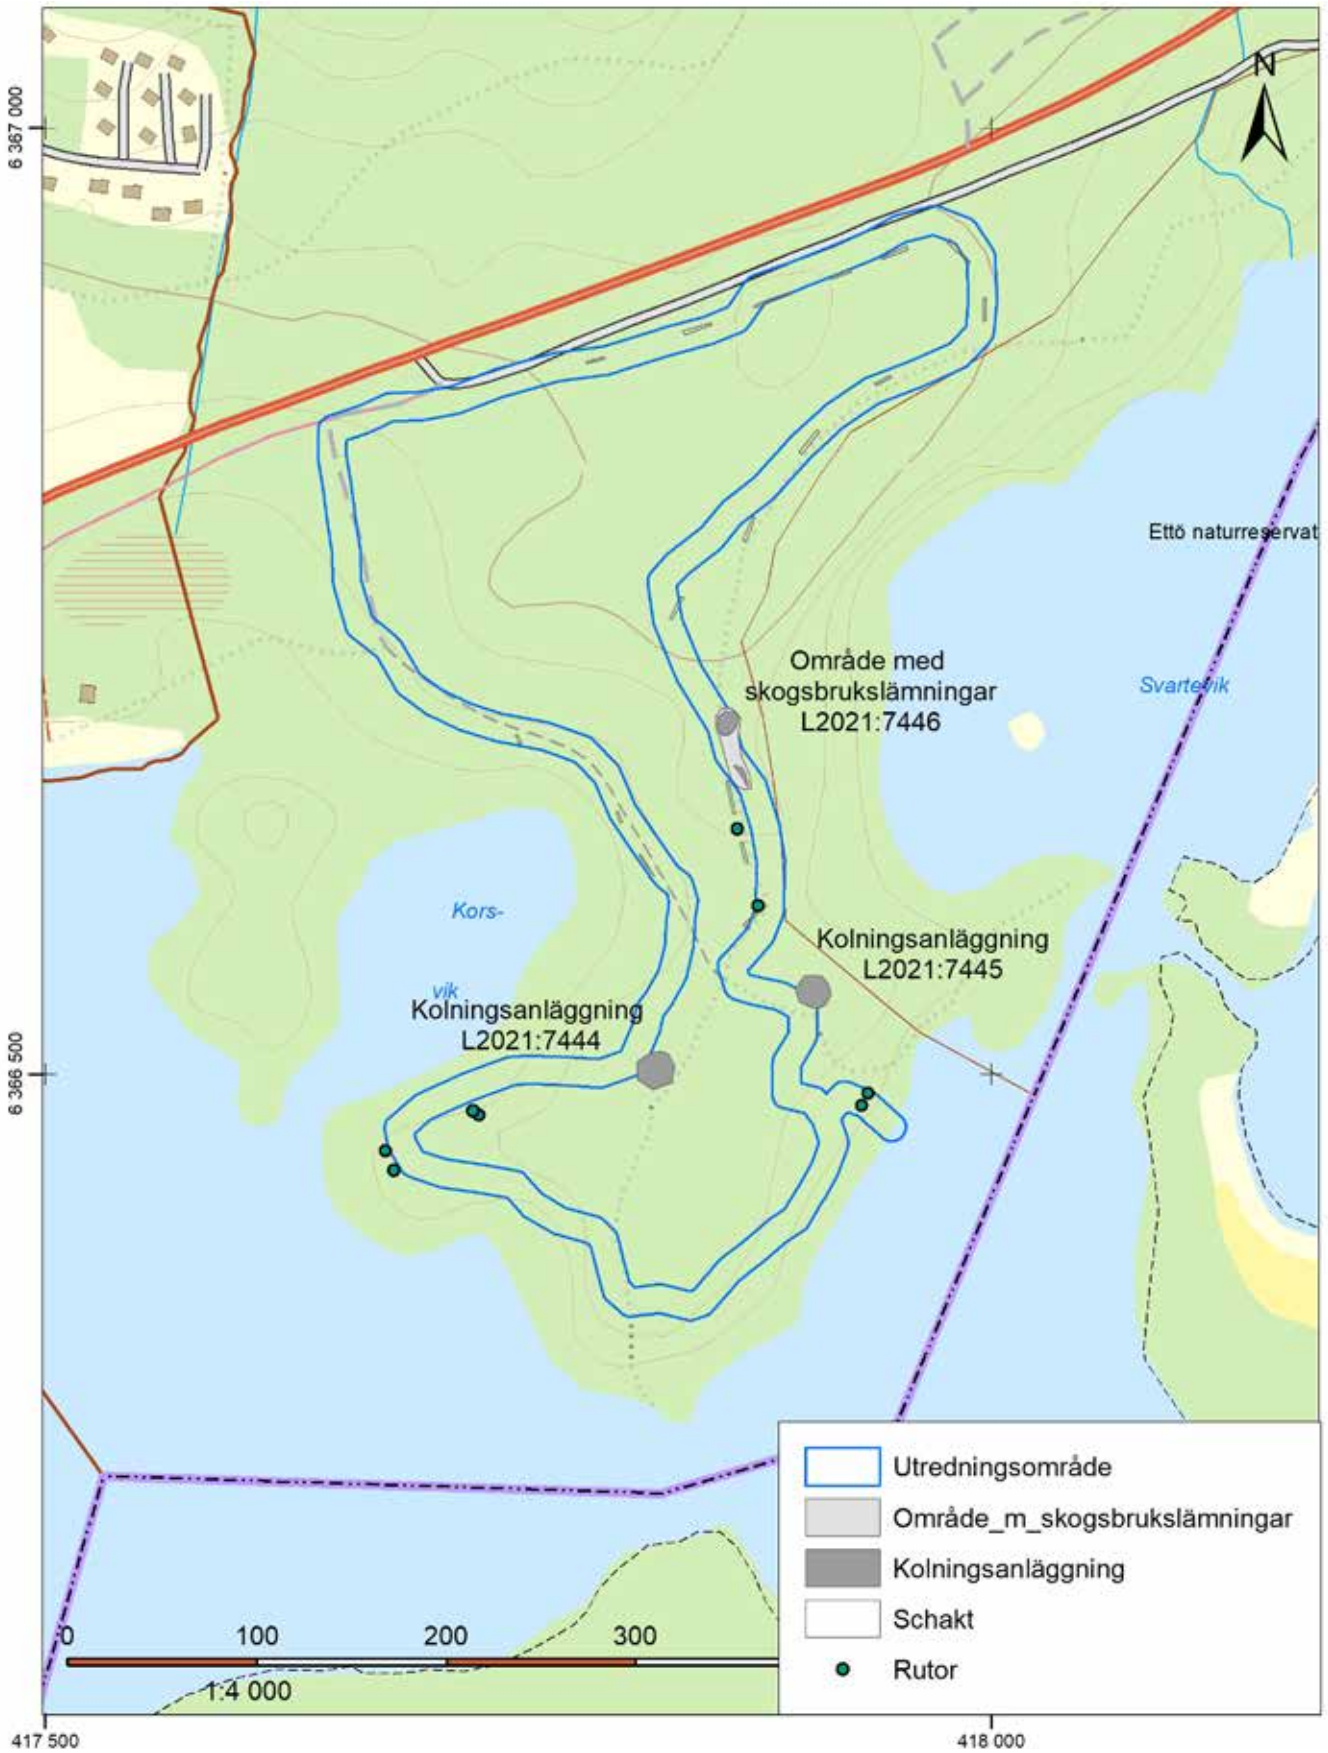 6 367 000
N
Ettö naturreservat
Område med
skogsbrukslämningar
L2021:7446
Svartevik
Kors-
vik
Kolningsanläggning
L2021:7445
Kolningsanläggning
L2021:7444
6 366 500
Utredningsområde
Område_m_skogsbrukslämningar
Kolningsanläggning
Schakt
Rutor
0 100 200 300
1:4 000
417 500
418 000